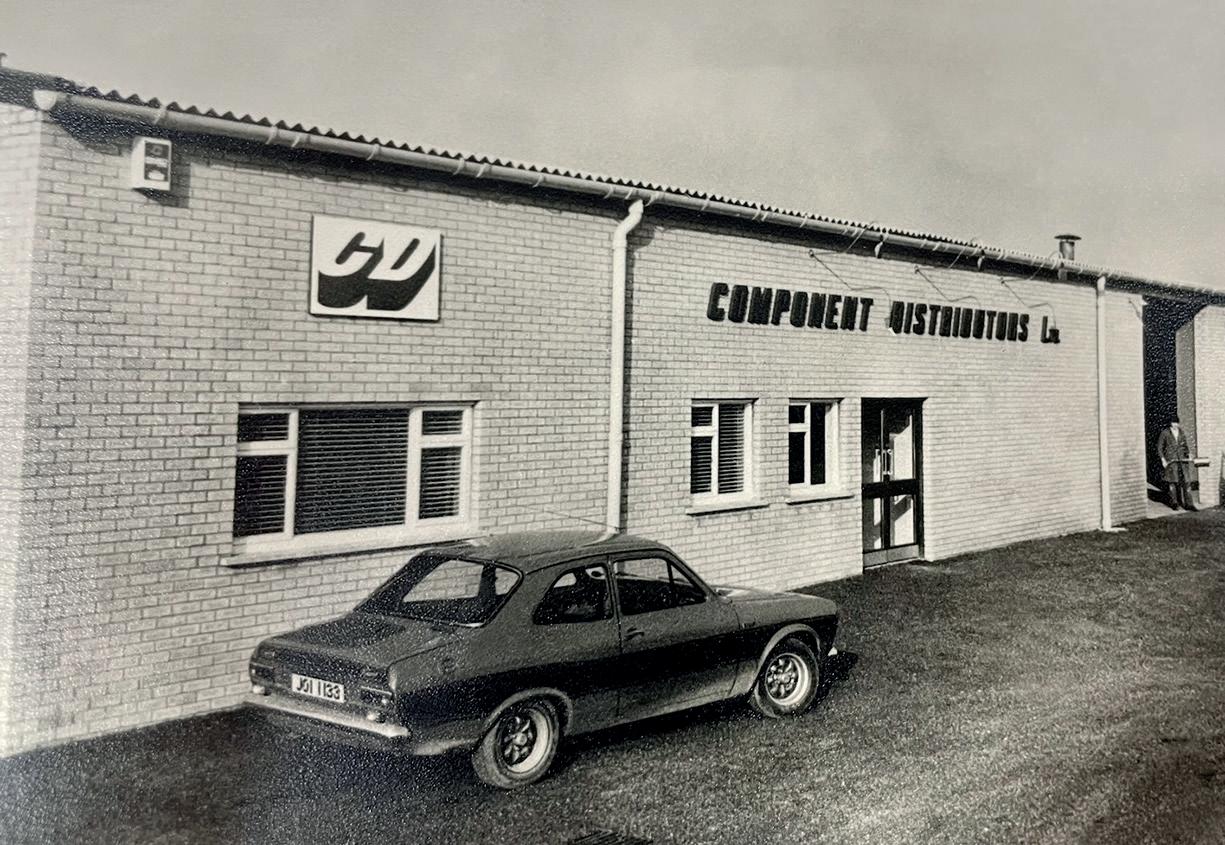 CD
COMPONENT DISTRIBUTORS Ltd.
JOI 1133